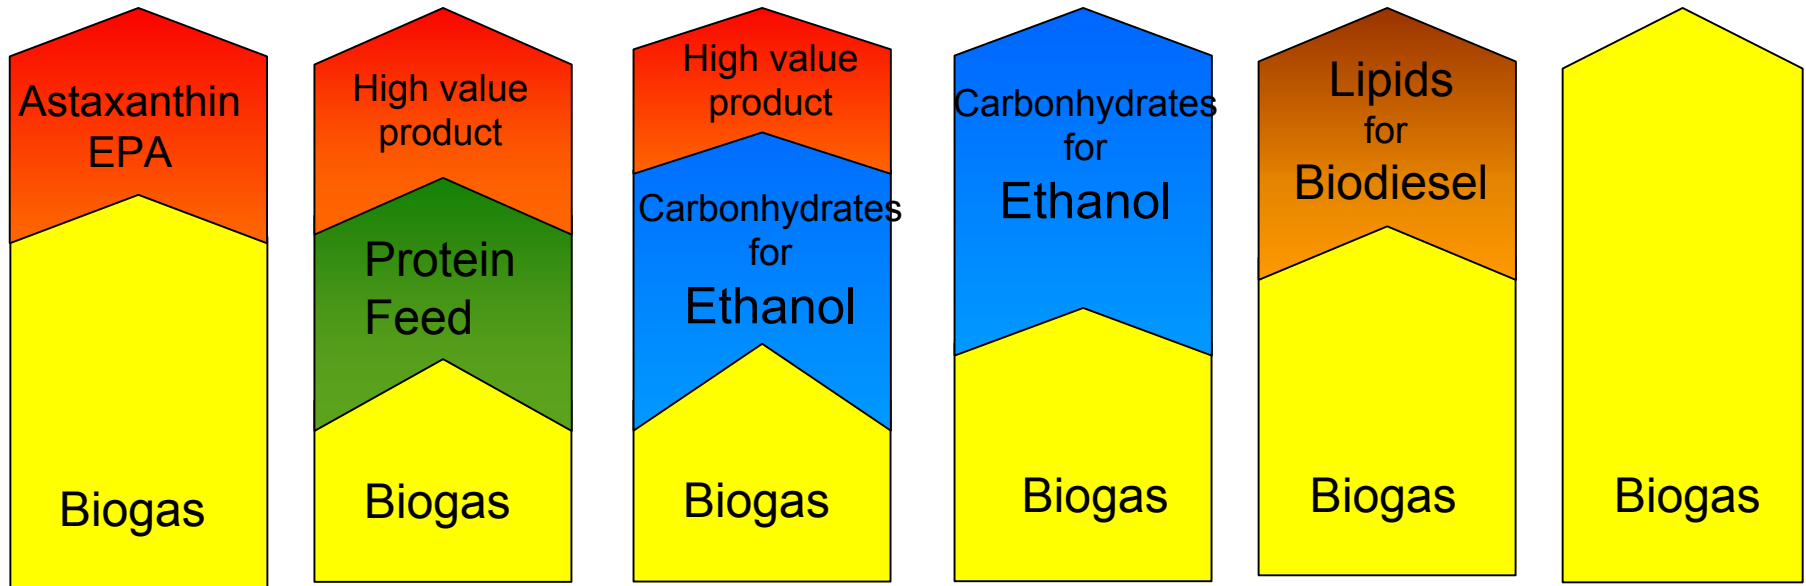 Astaxanthin
EPA
Biogas
High value
product
Protein
Feed
Biogas
High value
product
Carbonhydrates
for
Ethanol
Biogas
Carbonhydrates
for
Ethanol
Biogas
Lipids
for
Biodiesel
Biogas
Biogas